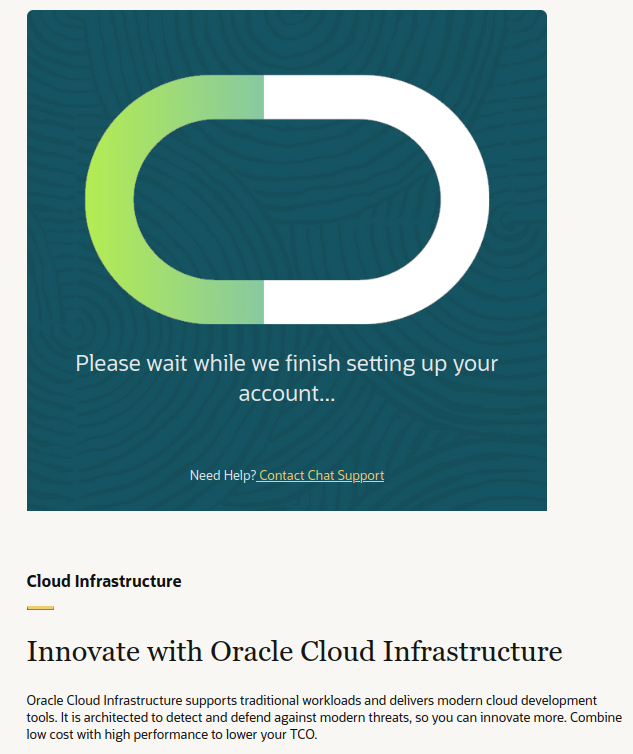 Please wait while we finish setting up your
account...
Need Help? Contact Chat Support
Cloud Infrastructure
Innovate with Oracle Cloud Infrastructure
Oracle Cloud Infrastructure supports traditional workloads and delivers modern cloud development
tools. It is architected to detect and defend against modern threats, so you can innovate more. Combine
low cost with high performance to lower your TCO.